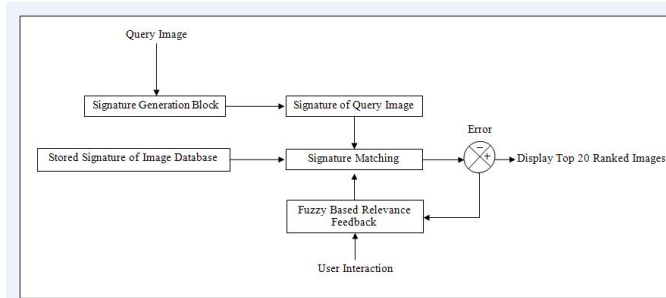 Query Image
Signature Generation Block
Signature of Query Image
Error
Stored Signature of Image Database
Signature Matching
−
+
Display Top 20 Ranked Images
Fuzzy Based Relevance
Feedback
User Interaction